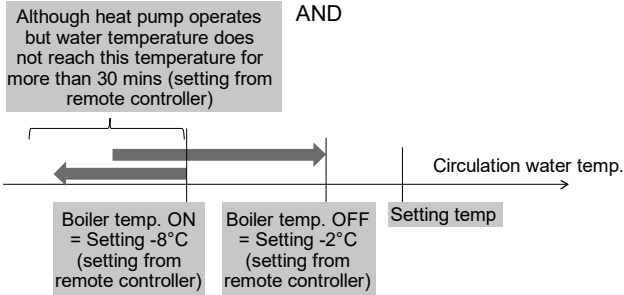 Although heat pump operates
but water temperature does
not reach this temperature for
more than 30 mins (setting from
remote controller)
AND
Circulation water temp.
Boiler temp. ON
= Setting -8°C
(setting from
remote controller)
Boiler temp. OFF
= Setting -2°C
(setting from
remote controller)
Setting temp